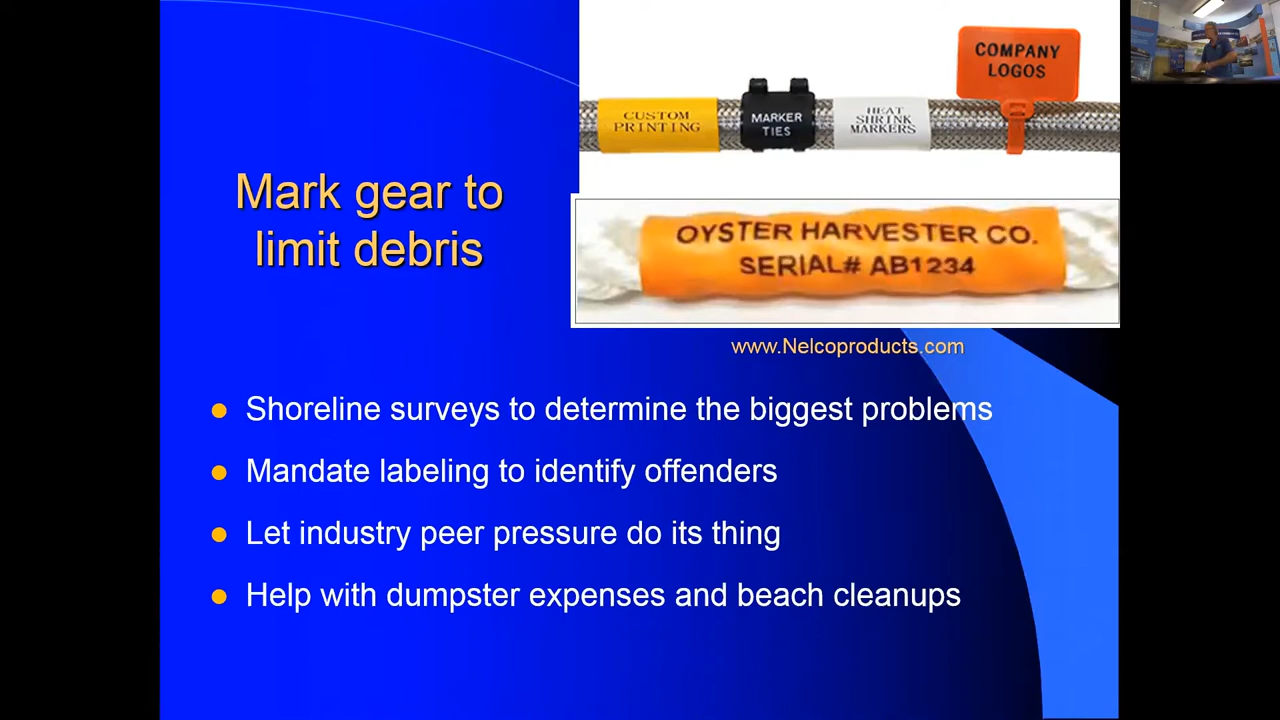 CUSTOM
PRINTING
MARKER
TIES
HEAT
SHRINK
MARKERS
COMPANY
LOGOS
Mark gear to
limit debris
OYSTER HARVESTER CO.
SERIAL# AB1234
www.Nelcoproducts.com
Shoreline surveys to determine the biggest problems
Mandate labeling to identify offenders
Let industry peer pressure do its thing
Help with dumpster expenses and beach cleanups